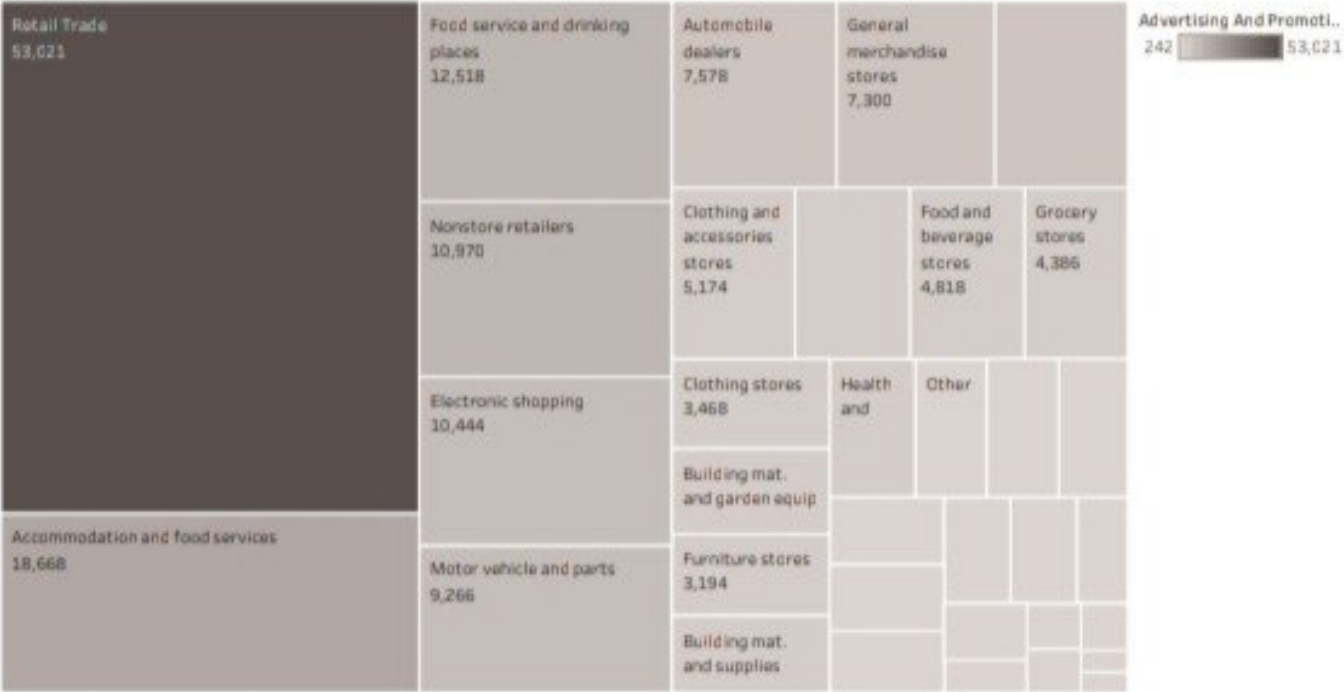 Retail Trade
53,021
Accommodation and food services
18,668
Food service and drinking
places
12,518
Nonstore retailers
10,970
Electronic shopping
10,444
Motor vehicle and parts
9,266
Automobile
dealers
7,578
General
merchandise
stores
7,300
Clothing and
accessories
stores
5,174
Food and
beverage
stores
4,818
Grocery
stores
4,386
Clothing stores
3,468
Health
and
Other
Building mat.
and garden equip
Furniture stores
3,194
Building mat.
and supplies
Advertising And Promoti..
242 53,021